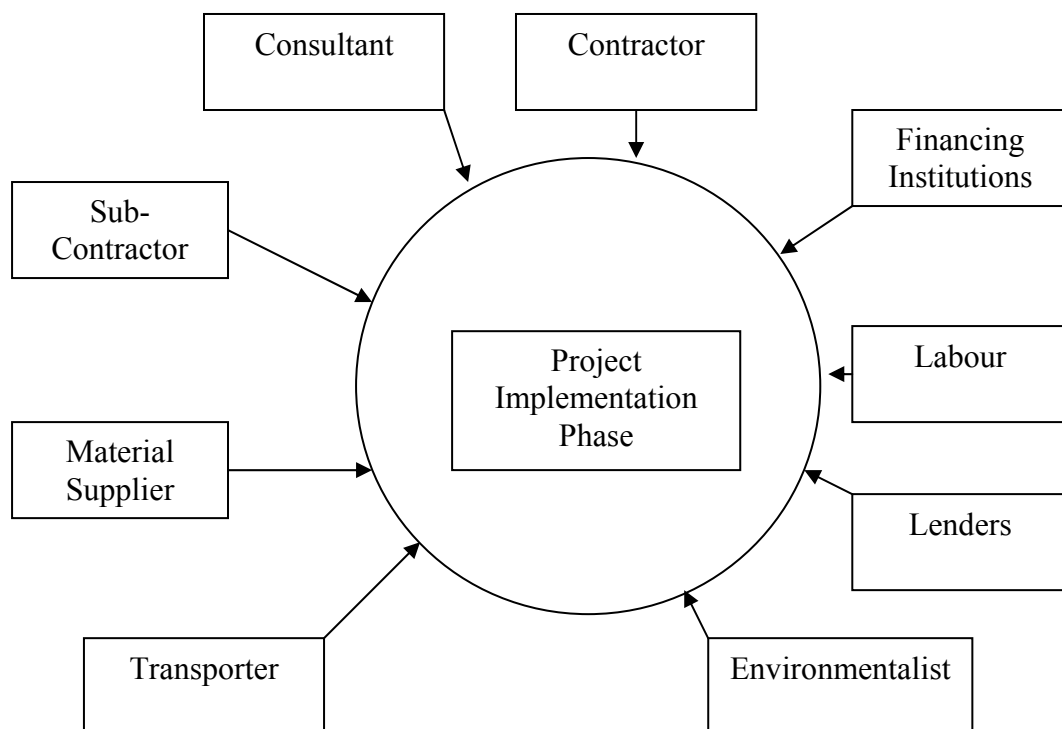 Consultant
Contractor
Financing
Institutions
Sub-
Contractor
Project
Implementation
Phase
Labour
Material
Supplier
Lenders
Transporter
Environmentalist